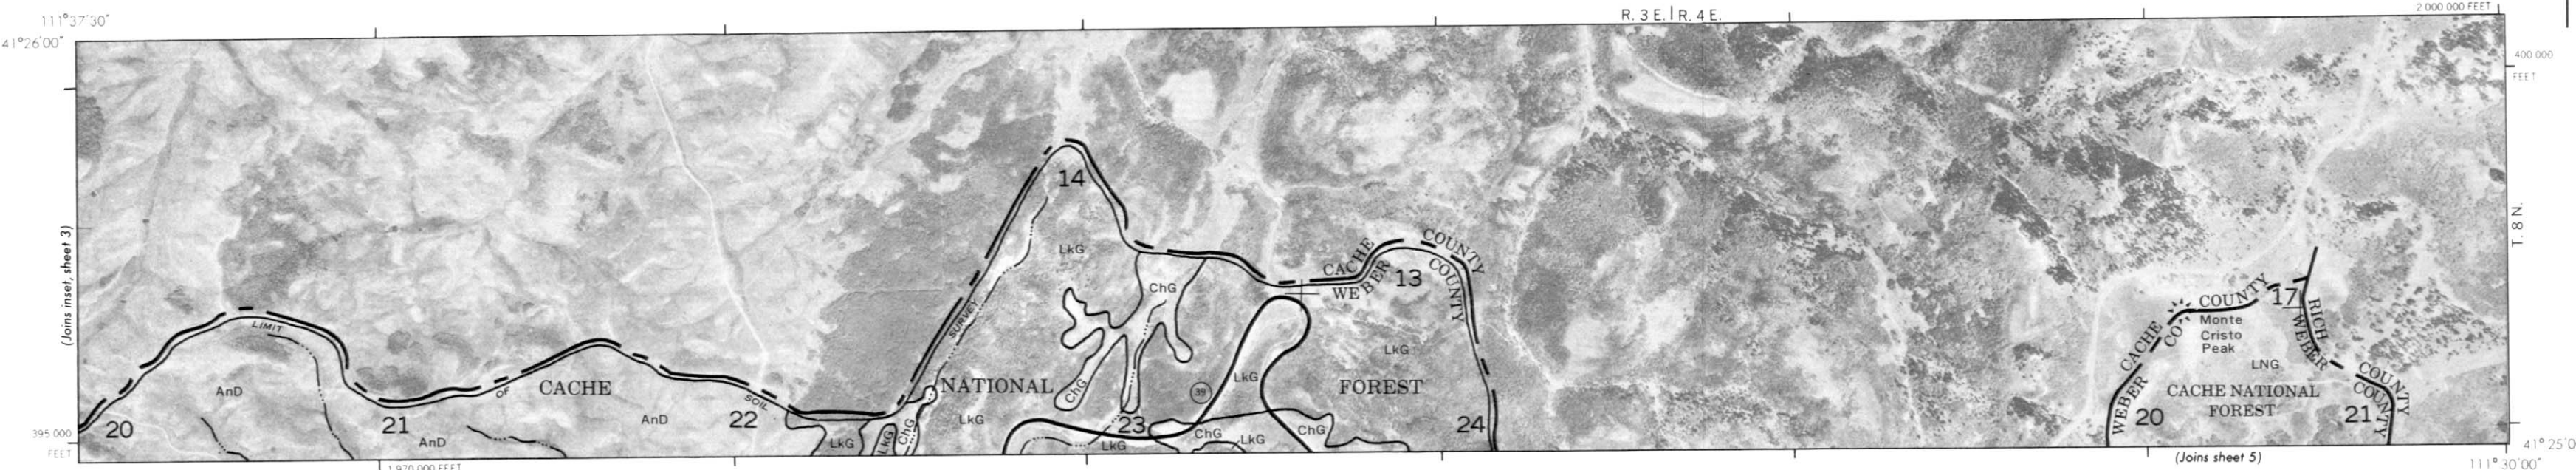 111°37'30"
R. 3 E. | R. 4 E.
2 000 000 FEET
41°26'00"
400 000
FEET
(Joins inset, sheet 3)
T. 8 N.
14
LkG
CACHE COUNTY
WEBER COUNTY
13
ChG
SURVEY
LIMIT
OF
SOIL
COUNTY
17
CACHE
CO
WEBER
Monte
Cristo
Peak
RICH
WEBER
COUNTY
COUNTY
LNG
LkG
AnD
CACHE
NATIONAL
FOREST
CACHE NATIONAL
FOREST
ChG
39
LkG
20
21
AnD
AnD
22
LkG
LkG
ChG
LkG
23
LkG
ChG
LkG
ChG
24
20
21
395 000
FEET
1 970 000 FEET
(Joins sheet 5)
41°25'00
111°30'00"